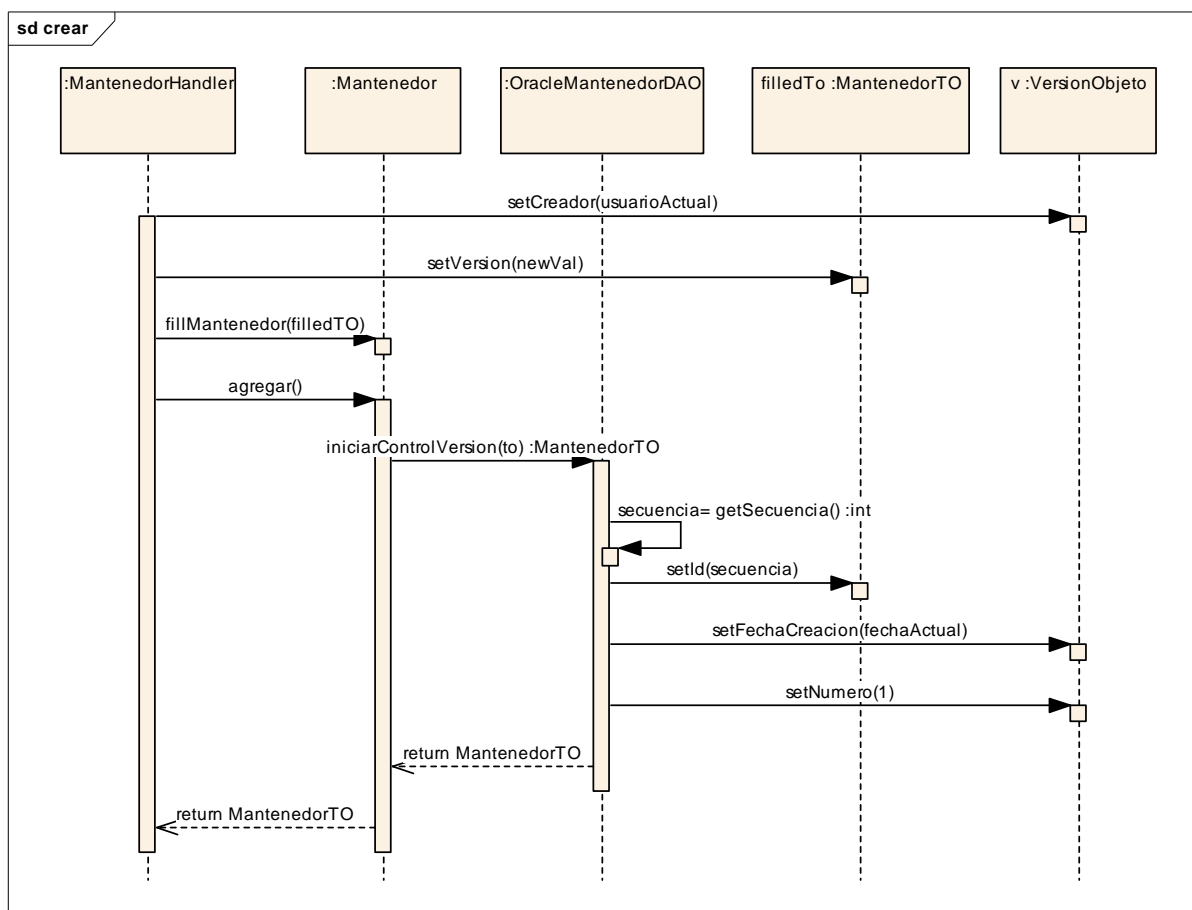 sd crear
:MantenedorHandler
:Mantenedor
:OracleMantenedorDAO
filledTo :MantenedorTO
v :VersionObjeto
setCreador(usuarioActual)
setVersion(newVal)
fillMantenedor(filledTO)
agregar()
iniciarControlVersion(to) :MantenedorTO
secuencia= getSecuencia() :int
setId(secuencia)
setFechaCreacion(fechaActual)
setNumero(1)
return MantenedorTO
return MantenedorTO